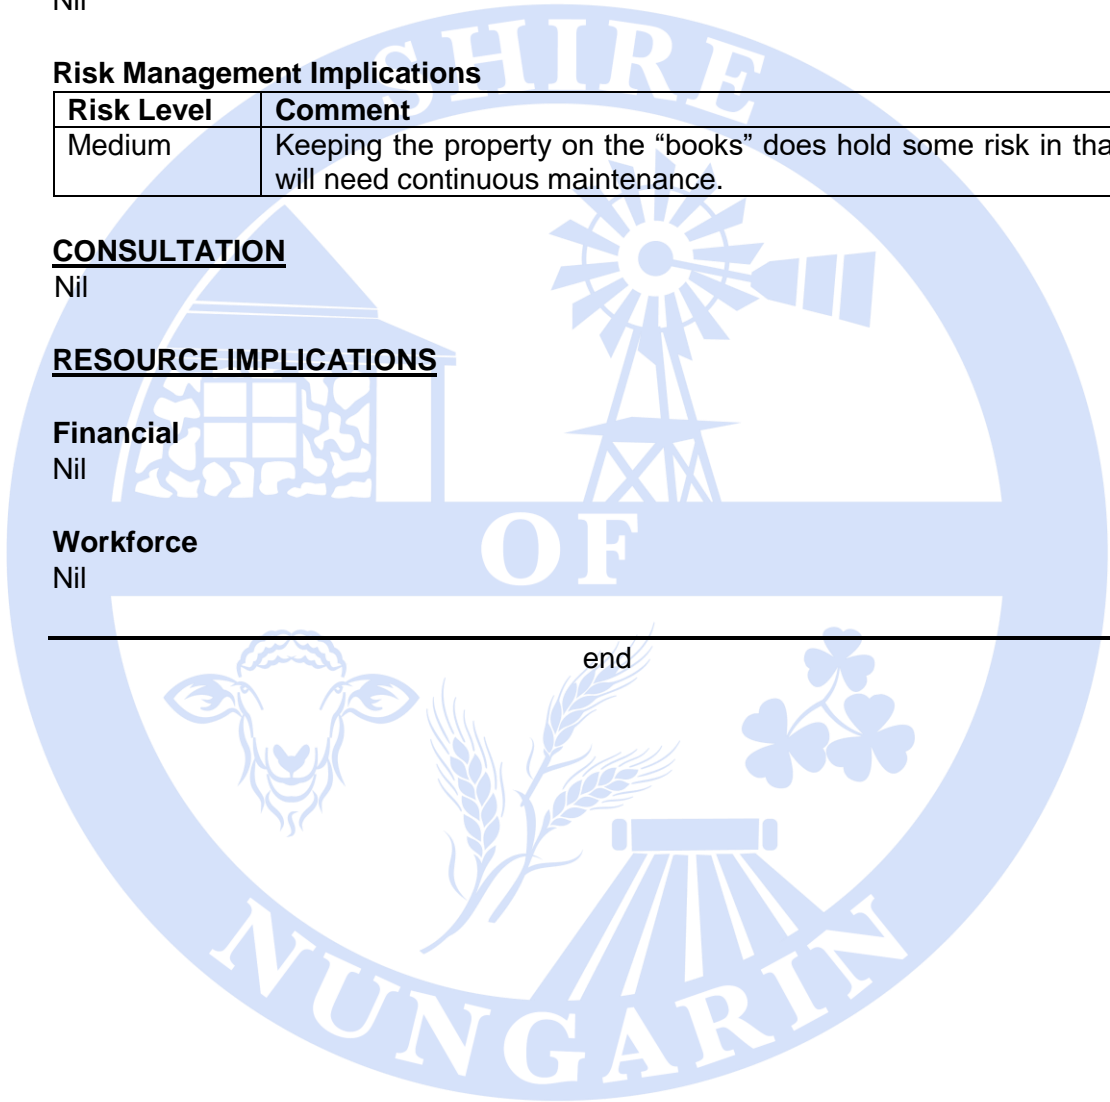 Nil
Risk Management Implications
Risk Level Comment
Medium Keeping the property on the “books” does hold some risk in tha
will need continuous maintenance.
CONSULTATION
Nil
RESOURCE IMPLICATIONS
Financial
Nil
Workforce
Nil
end
SHIRE
OF
NUNGARIN